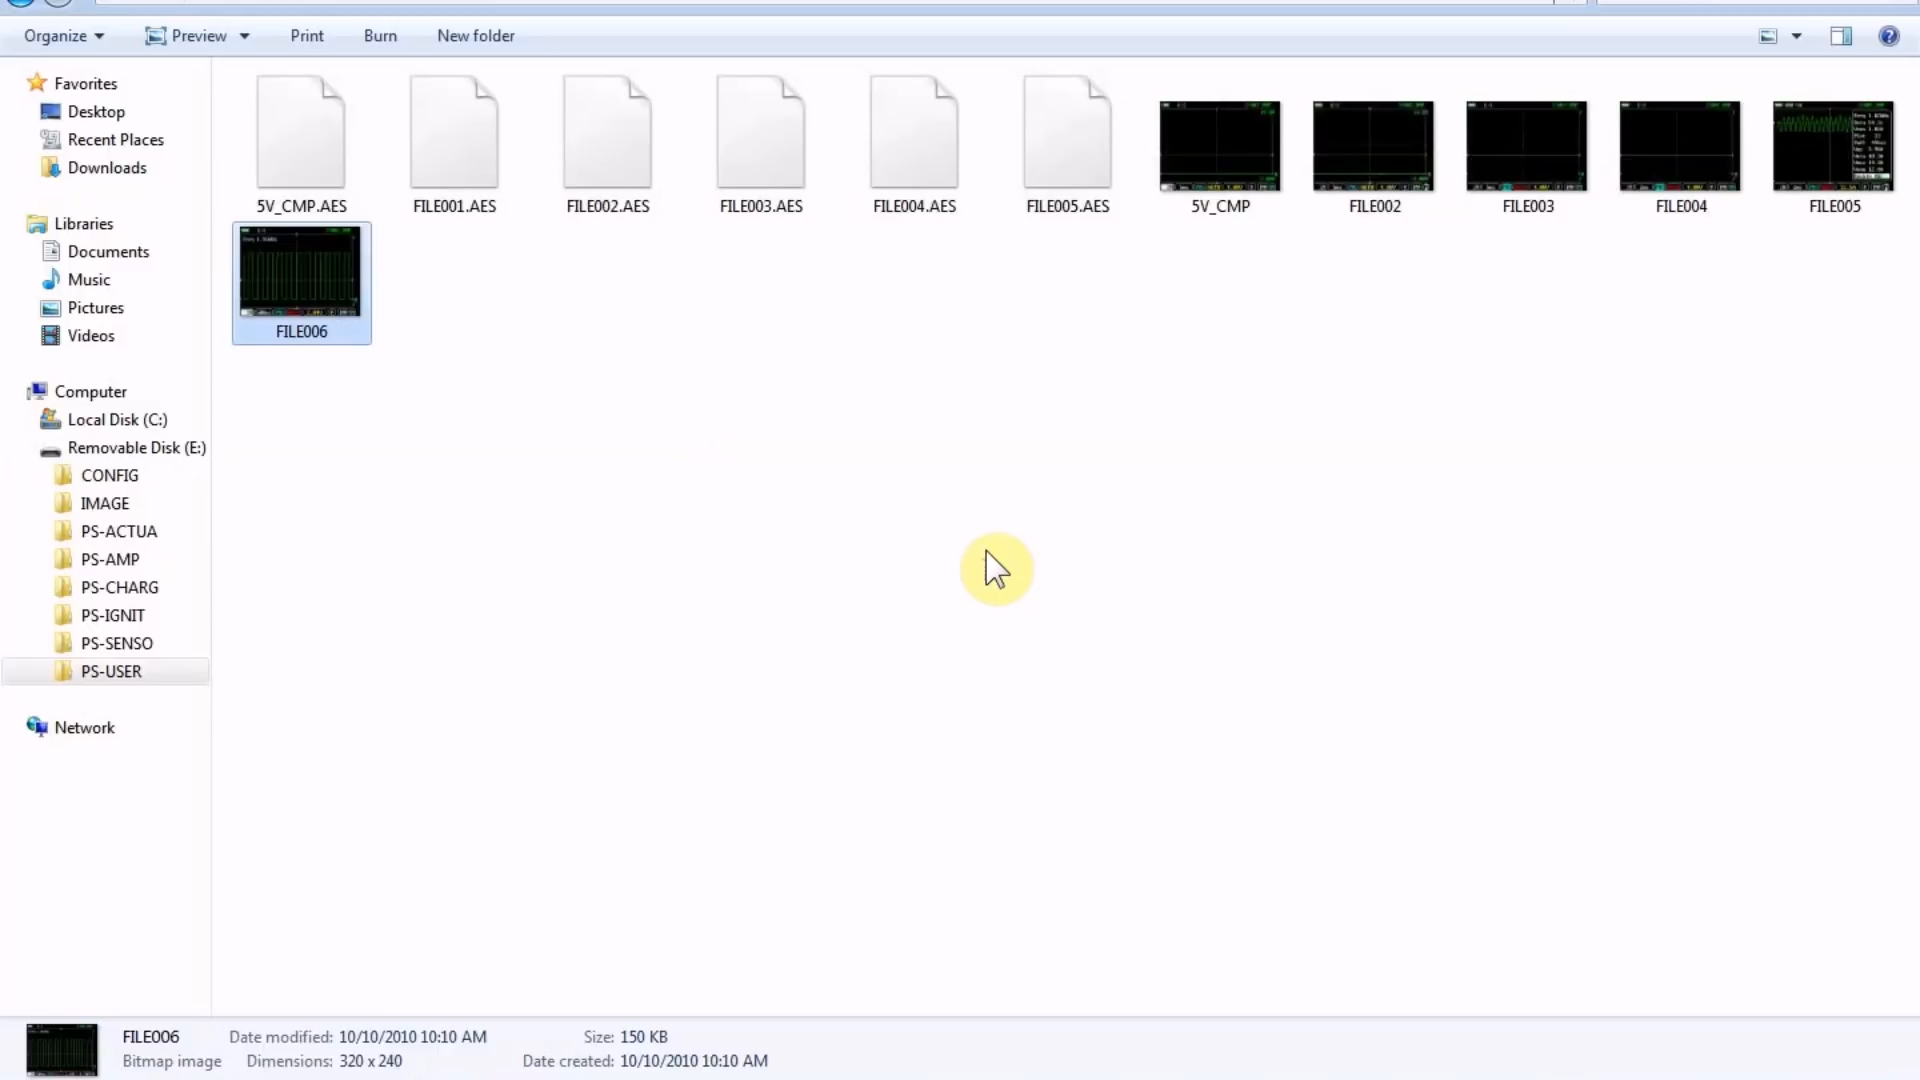 Organize Preview Print Burn New folder
Favorites
Desktop
Recent Places
Downloads
Libraries
Documents
Music
Pictures
Videos
Computer
Local Disk (C:)
Removable Disk (E:)
CONFIG
IMAGE
PS-ACTUA
PS-AMP
PS-CHARG
PS-IGNIT
PS-SENSO
PS-USER
Network
5V_CMP.AES FILE001.AES FILE002.AES FILE003.AES FILE004.AES FILE005.AES 5V_CMP FILE002 FILE003 FILE004 FILE005
FILE006
FILE006 Date modified: 10/10/2010 10:10 AM Size: 150 KB
Bitmap image Dimensions: 320 x 240 Date created: 10/10/2010 10:10 AM